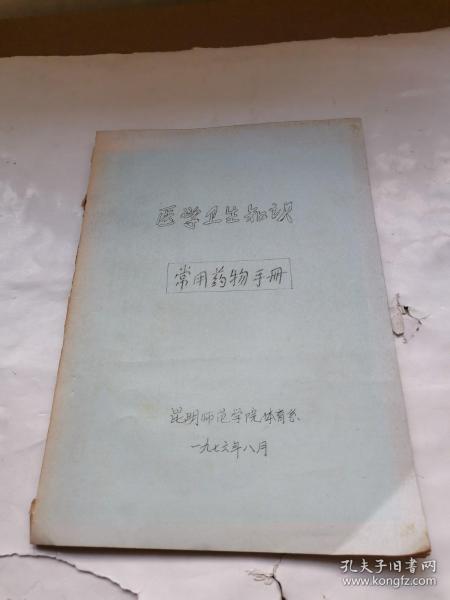 医学卫生知识
常用药物手册
昆明师范学院体育系
一九七六年八月
孔夫子旧书网
www.kongfz.com